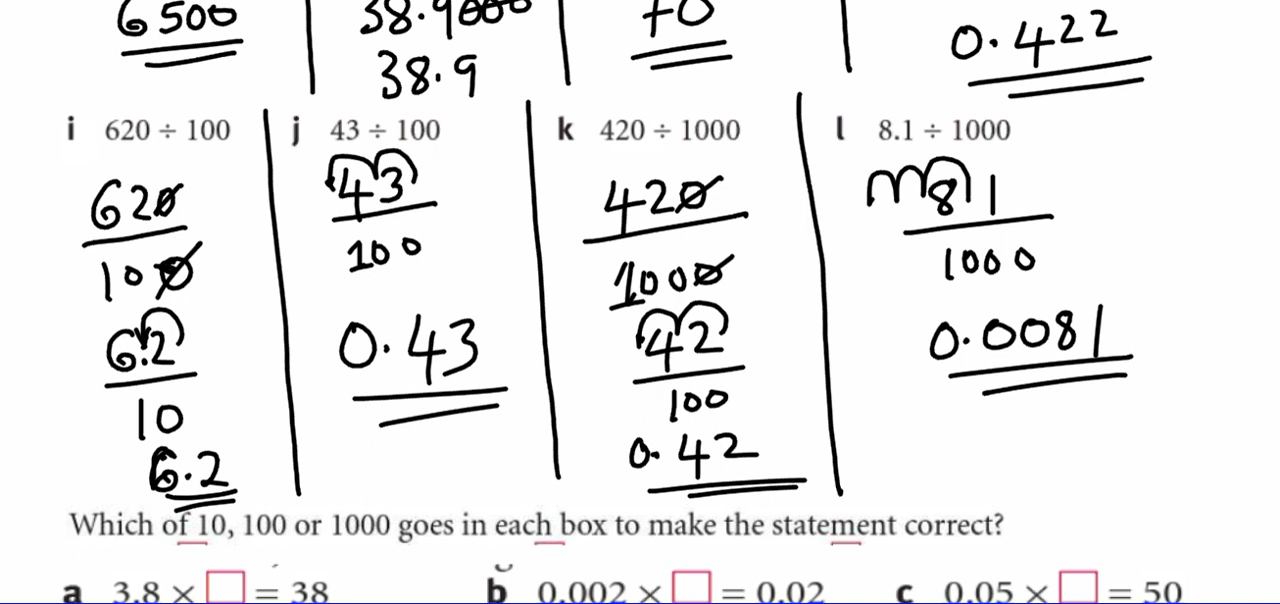 6500 38.9000 70 0.422
38.9
i 620 ÷ 100 j 43 ÷ 100 k 420 ÷ 1000 l 8.1 ÷ 1000
620 43 420 81
100 100 1000 1000
6.2 0.43 42 0.0081
10 100
6.2 0.42
Which of 10, 100 or 1000 goes in each box to make the statement correct?
a 3.8 × □ = 38 b 0.002 × □ = 0.02 c 0.05 × □ = 50